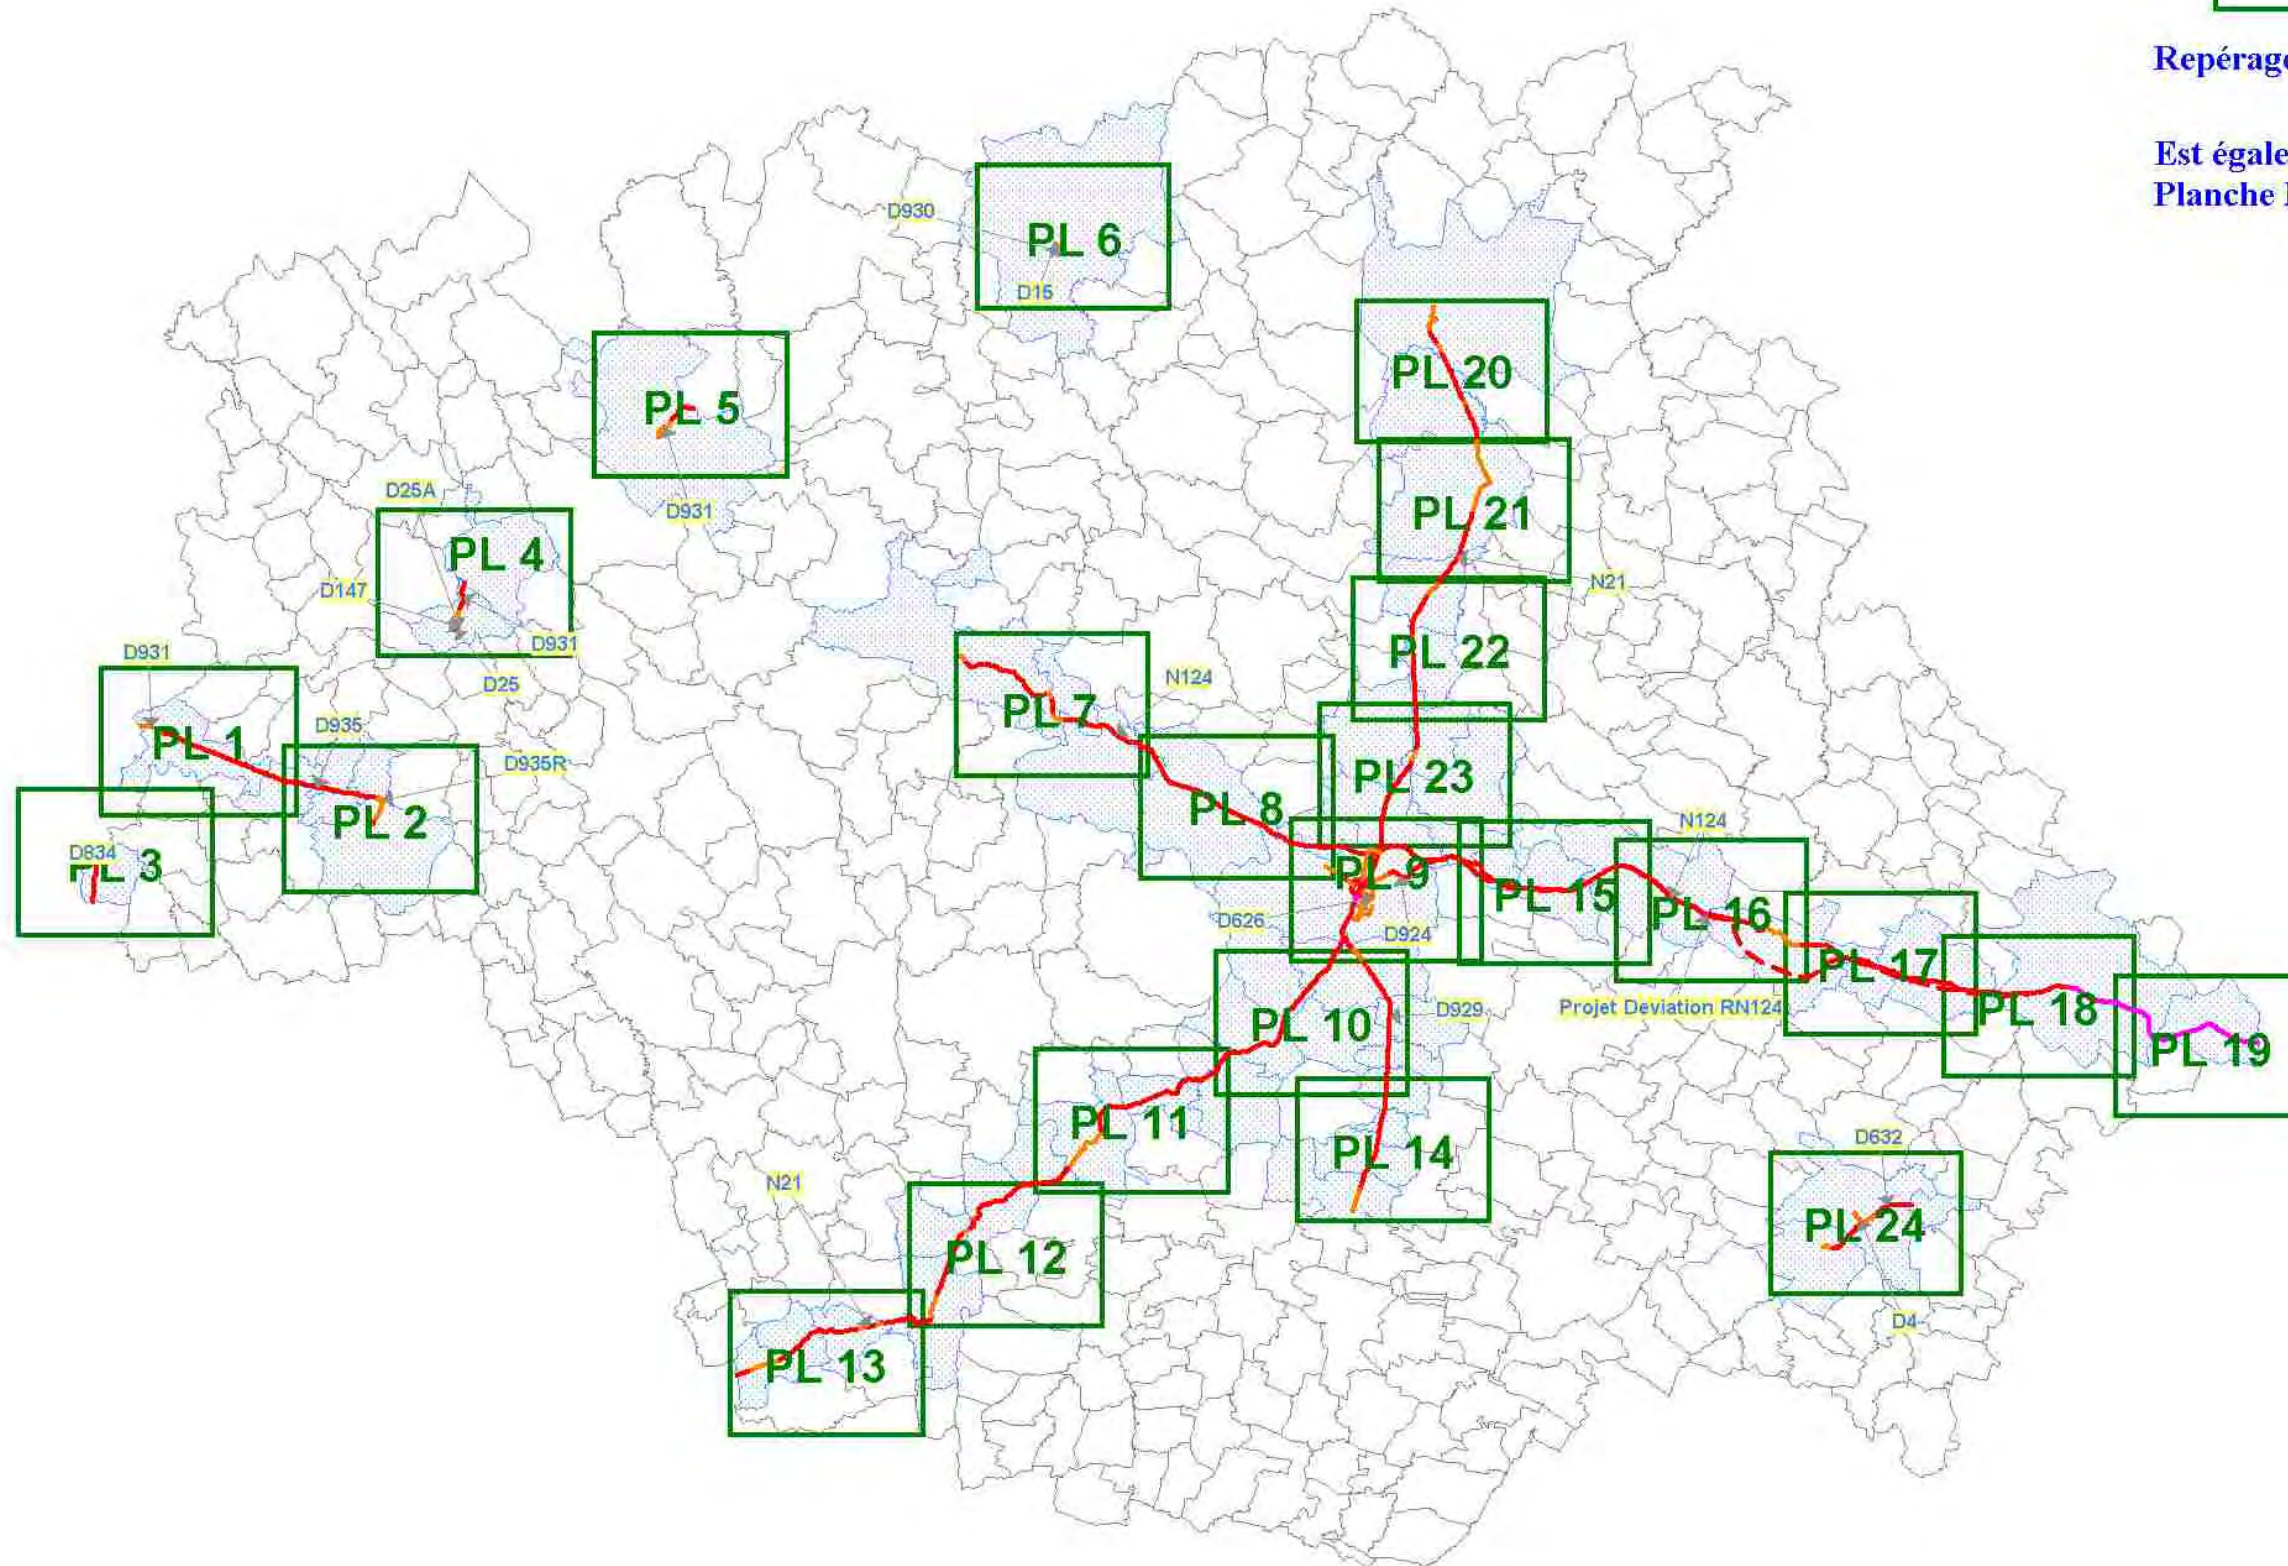 Repérage
Est égale
Planche
D930
PL 6
D15
PL 20
PL 5
D931
D25A
PL 4
D147
D931
D25
PL 21
N21
PL 22
D931
PL 1
D935
D935R
PL 2
D834
PL 3
N124
PL 7
PL 8
PL 23
PL 9
D626
D924
PL 15
N124
PL 16
PL 17
Projet Deviation RN124
PL 18
PL 19
PL 10
D929
PL 11
PL 14
N21
PL 12
PL 13
D632
PL 24
D4